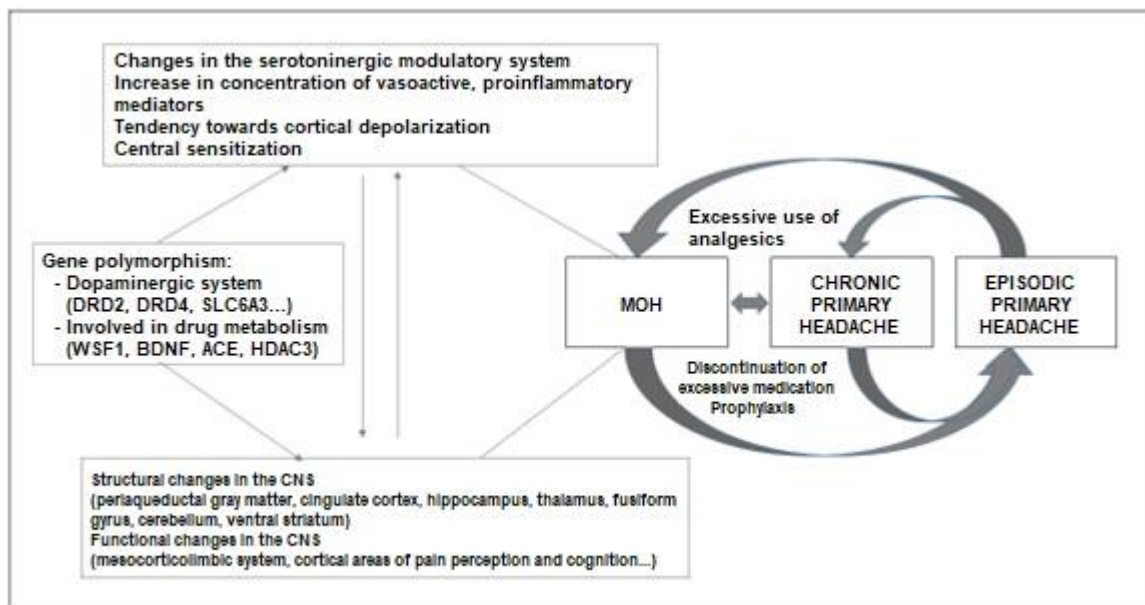 Changes in the serotoninergic modulatory system
Increase in concentration of vasoactive, proinflammatory
mediators
Tendency towards cortical depolarization
Central sensitization
Gene polymorphism:
- Dopaminergic system
(DRD2, DRD4, SLC6A3...)
- Involved in drug metabolism
(WSF1, BDNF, ACE, HDAC3)
Excessive use of
analgesics
MOH
CHRONIC
PRIMARY
HEADACHE
EPISODIC
PRIMARY
HEADACHE
Discontinuation of
excessive medication
Prophylaxis
Structural changes in the CNS
(periaqueductal gray matter, cingulate cortex, hippocampus, thalamus, fusiform
gyrus, cerebellum, ventral striatum)
Functional changes in the CNS
(mesocorticolimbic system, cortical areas of pain perception and cognition...)